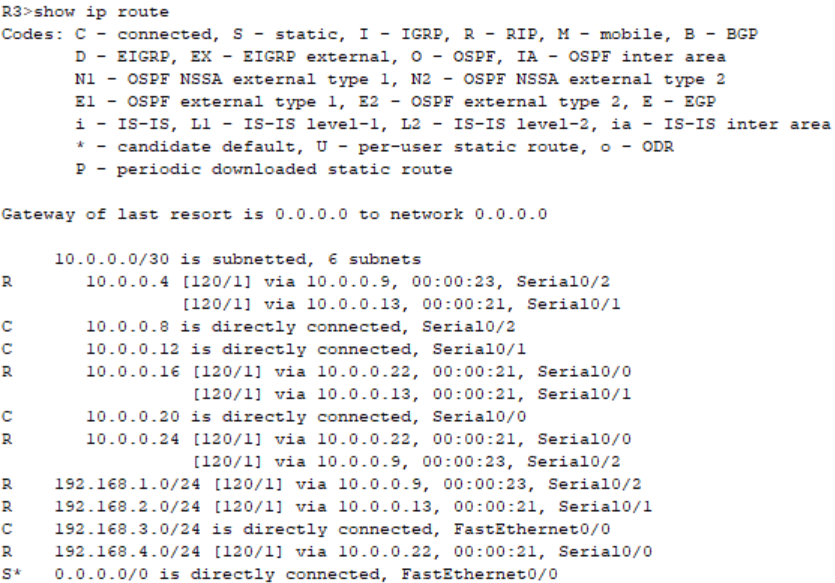 R3>show ip route
Codes: C - connected, S - static, I - IGRP, R - RIP, M - mobile, B - BGP
       D - EIGRP, EX - EIGRP external, O - OSPF, IA - OSPF inter area
       N1 - OSPF NSSA external type 1, N2 - OSPF NSSA external type 2
       E1 - OSPF external type 1, E2 - OSPF external type 2, E - EGP
       i - IS-IS, L1 - IS-IS level-1, L2 - IS-IS level-2, ia - IS-IS inter area
       * - candidate default, U - per-user static route, o - ODR
       P - periodic downloaded static route

Gateway of last resort is 0.0.0.0 to network 0.0.0.0

     10.0.0.0/30 is subnetted, 6 subnets
R       10.0.0.4 [120/1] via 10.0.0.9, 00:00:23, Serial0/2
                 [120/1] via 10.0.0.13, 00:00:21, Serial0/1
C       10.0.0.8 is directly connected, Serial0/2
C       10.0.0.12 is directly connected, Serial0/1
R       10.0.0.16 [120/1] via 10.0.0.22, 00:00:21, Serial0/0
                  [120/1] via 10.0.0.13, 00:00:21, Serial0/1
C       10.0.0.20 is directly connected, Serial0/0
R       10.0.0.24 [120/1] via 10.0.0.22, 00:00:21, Serial0/0
                  [120/1] via 10.0.0.9, 00:00:23, Serial0/2
R    192.168.1.0/24 [120/1] via 10.0.0.9, 00:00:23, Serial0/2
R    192.168.2.0/24 [120/1] via 10.0.0.13, 00:00:21, Serial0/1
C    192.168.3.0/24 is directly connected, FastEthernet0/0
R    192.168.4.0/24 [120/1] via 10.0.0.22, 00:00:21, Serial0/0
S*   0.0.0.0/0 is directly connected, FastEthernet0/0